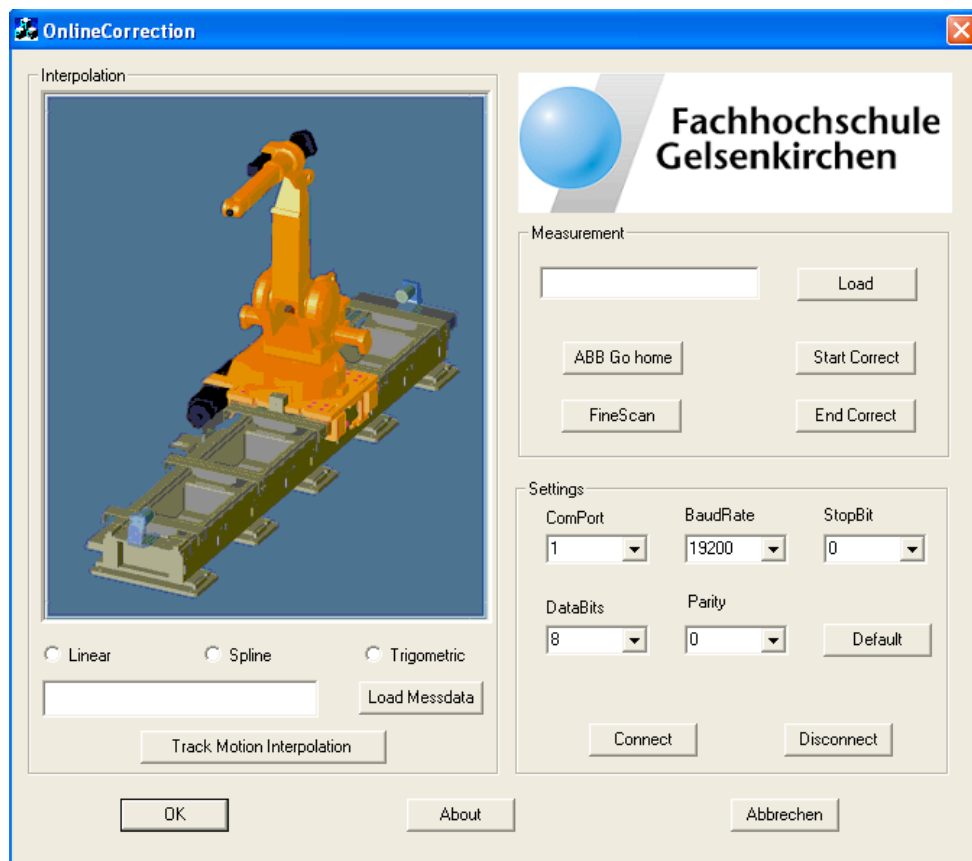 OnlineCorrection
Interpolation
Fachhochschule
Gelsenkirchen
Measurement
Load
ABB Go home
Start Correct
FineScan
End Correct
Settings
ComPort BaudRate StopBit
1 19200 0
DataBits Parity
8 0 Default
Connect Disconnect
Linear Spline Trigometric
Load Messdata
Track Motion Interpolation
OK About Abbrechen